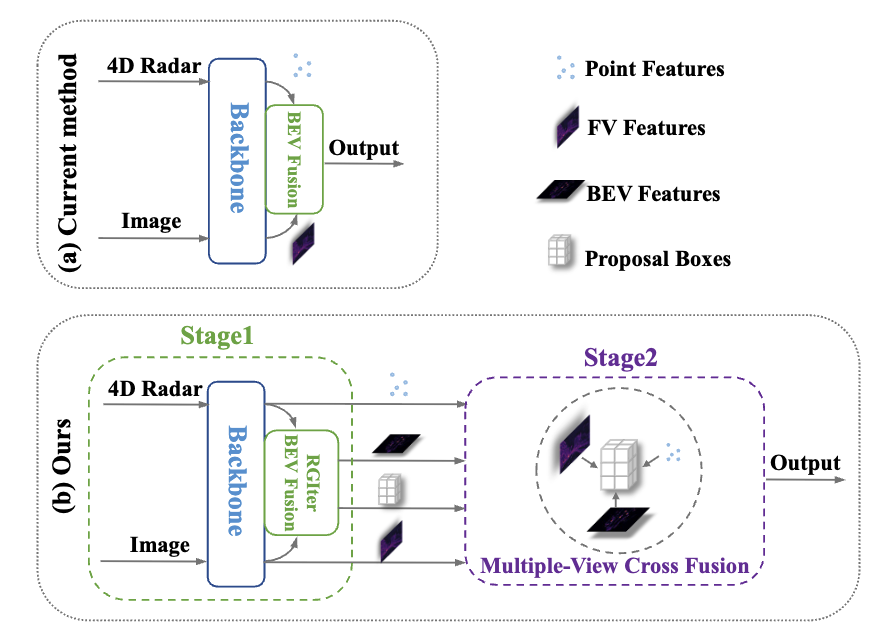 (a) Current method
4D Radar
Image
Backbone
BEV Fusion
Output
Point Features
FV Features
BEV Features
Proposal Boxes
(b) Ours
Stage1
4D Radar
Image
Backbone
RGIter
BEV Fusion
Stage2
Multiple-View Cross Fusion
Output